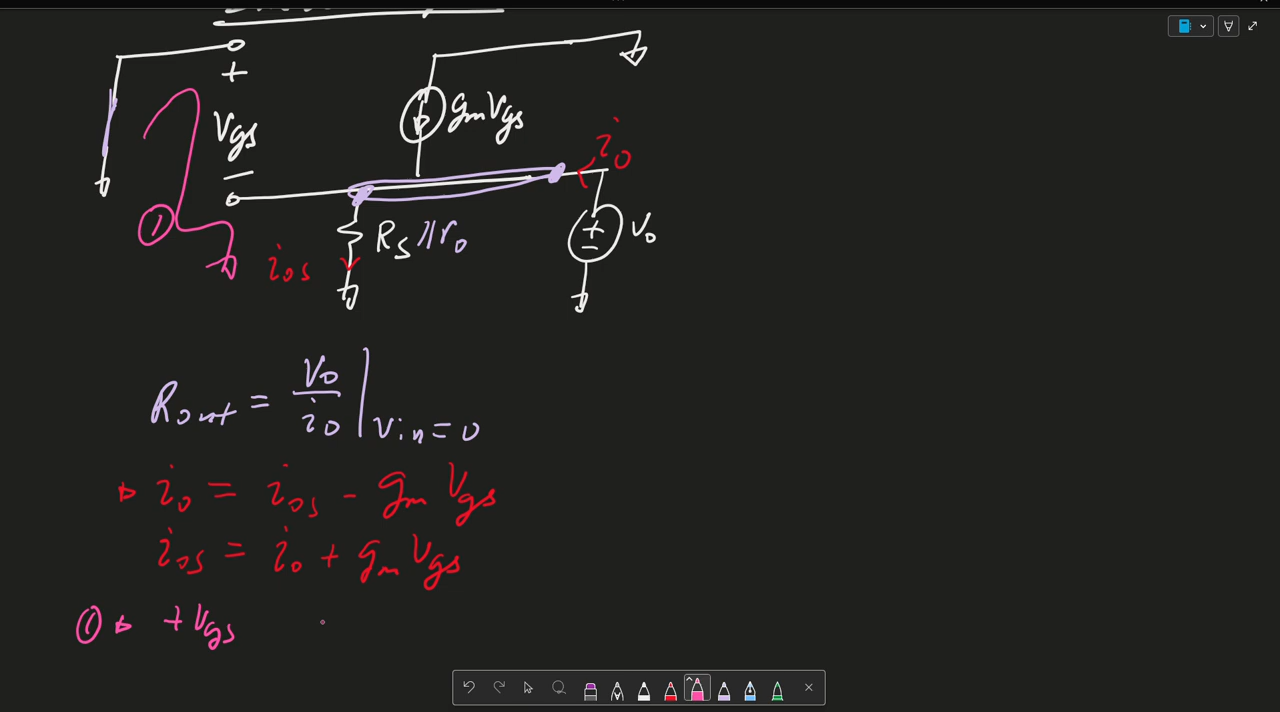 +
Vgs
−
gmVgs
io
①
ios
Rs//ro
+
−
Vo
Rout = Vo/io | Vin=0
▹ io = ios - gm Vgs
ios = io + gm Vgs
① ▹ +Vgs